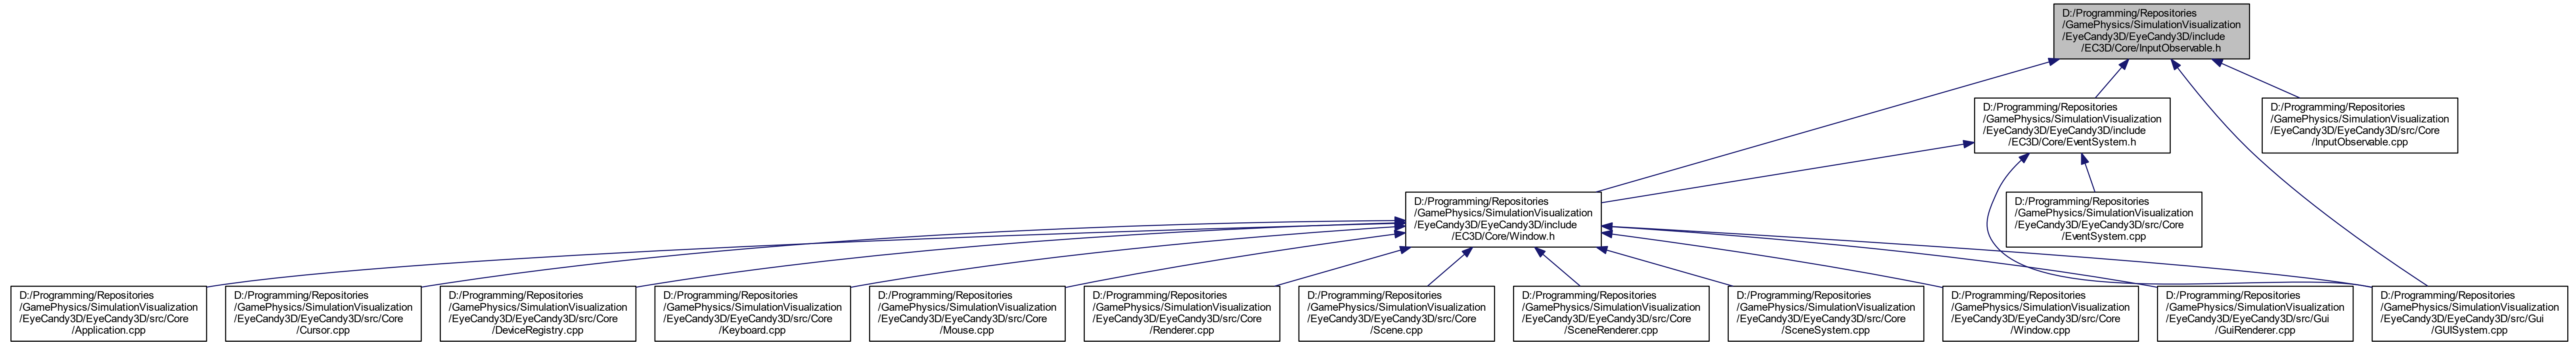 D:/Programming/Repositories
/GamePhysics/SimulationVisualization
/EyeCandy3D/EyeCandy3D/include
/EC3D/Core/InputObservable.h
D:/Programming/Repositories
/GamePhysics/SimulationVisualization
/EyeCandy3D/EyeCandy3D/include
/EC3D/Core/EventSystem.h
D:/Programming/Repositories
/GamePhysics/SimulationVisualization
/EyeCandy3D/EyeCandy3D/src/Core
/InputObservable.cpp
D:/Programming/Repositories
/GamePhysics/SimulationVisualization
/EyeCandy3D/EyeCandy3D/include
/EC3D/Core/Window.h
D:/Programming/Repositories
/GamePhysics/SimulationVisualization
/EyeCandy3D/EyeCandy3D/src/Core
/EventSystem.cpp
D:/Programming/Repositories
/GamePhysics/SimulationVisualization
/EyeCandy3D/EyeCandy3D/src/Core
/Application.cpp
D:/Programming/Repositories
/GamePhysics/SimulationVisualization
/EyeCandy3D/EyeCandy3D/src/Core
/Cursor.cpp
D:/Programming/Repositories
/GamePhysics/SimulationVisualization
/EyeCandy3D/EyeCandy3D/src/Core
/DeviceRegistry.cpp
D:/Programming/Repositories
/GamePhysics/SimulationVisualization
/EyeCandy3D/EyeCandy3D/src/Core
/Keyboard.cpp
D:/Programming/Repositories
/GamePhysics/SimulationVisualization
/EyeCandy3D/EyeCandy3D/src/Core
/Mouse.cpp
D:/Programming/Repositories
/GamePhysics/SimulationVisualization
/EyeCandy3D/EyeCandy3D/src/Core
/Renderer.cpp
D:/Programming/Repositories
/GamePhysics/SimulationVisualization
/EyeCandy3D/EyeCandy3D/src/Core
/Scene.cpp
D:/Programming/Repositories
/GamePhysics/SimulationVisualization
/EyeCandy3D/EyeCandy3D/src/Core
/SceneRenderer.cpp
D:/Programming/Repositories
/GamePhysics/SimulationVisualization
/EyeCandy3D/EyeCandy3D/src/Core
/SceneSystem.cpp
D:/Programming/Repositories
/GamePhysics/SimulationVisualization
/EyeCandy3D/EyeCandy3D/src/Core
/Window.cpp
D:/Programming/Repositories
/GamePhysics/SimulationVisualization
/EyeCandy3D/EyeCandy3D/src/Gui
/GuiRenderer.cpp
D:/Programming/Repositories
/GamePhysics/SimulationVisualization
/EyeCandy3D/EyeCandy3D/src/Gui
/GUISystem.cpp